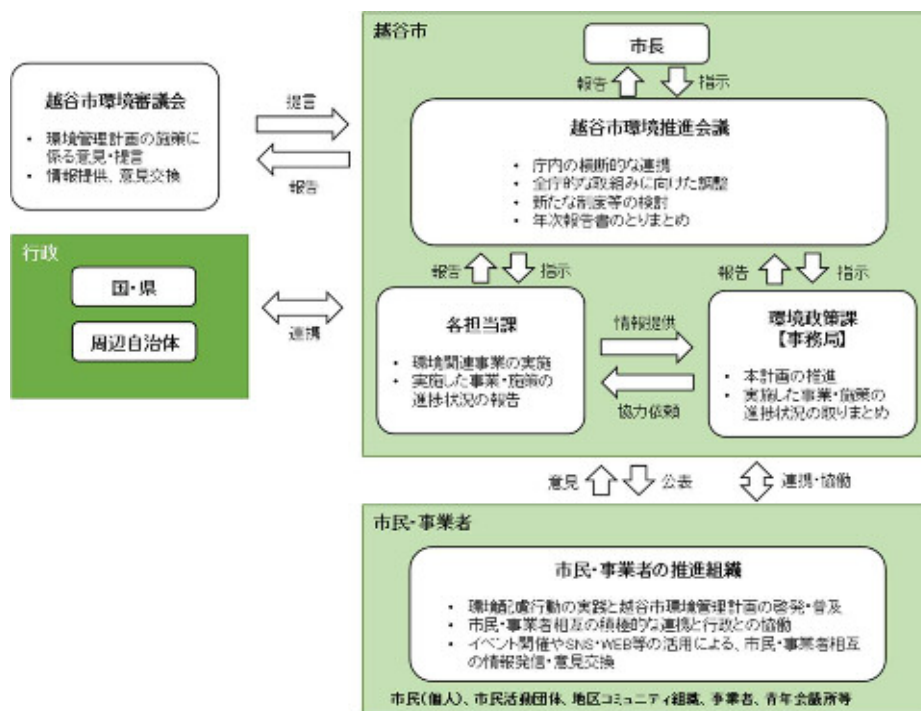 越谷市
市長
報告
指示
越谷市環境審議会
・ 環境管理計画の施策に
係る意見・提言
・ 情報提供、意見交換
提言
報告
越谷市環境推進会議
・ 庁内の横断的な連携
・ 全庁的な取組みに向けた調整
・ 新たな制度等の検討
・ 年次報告書のとりまとめ
行政
国・県
周辺自治体
連携
報告
指示
報告
指示
各担当課
・ 環境関連事業の実施
・ 実施した事業・施策の
進捗状況の報告
情報提供
協力依頼
環境政策課
【事務局】
・ 本計画の推進
・ 実施した事業・施策の
進捗状況の取りまとめ
意見
公表
連携・協働
市民・事業者
市民・事業者の推進組織
・ 環境配慮行動の実践と越谷市環境管理計画の啓発・普及
・ 市民・事業者相互の積極的な連携と行政との協働
・ イベント開催やSNS・WEB等の活用による、市民・事業者相互
の情報発信・意見交換
市民(個人)、市民活動団体、地区コミュニティ組織、事業者、青年会議所等